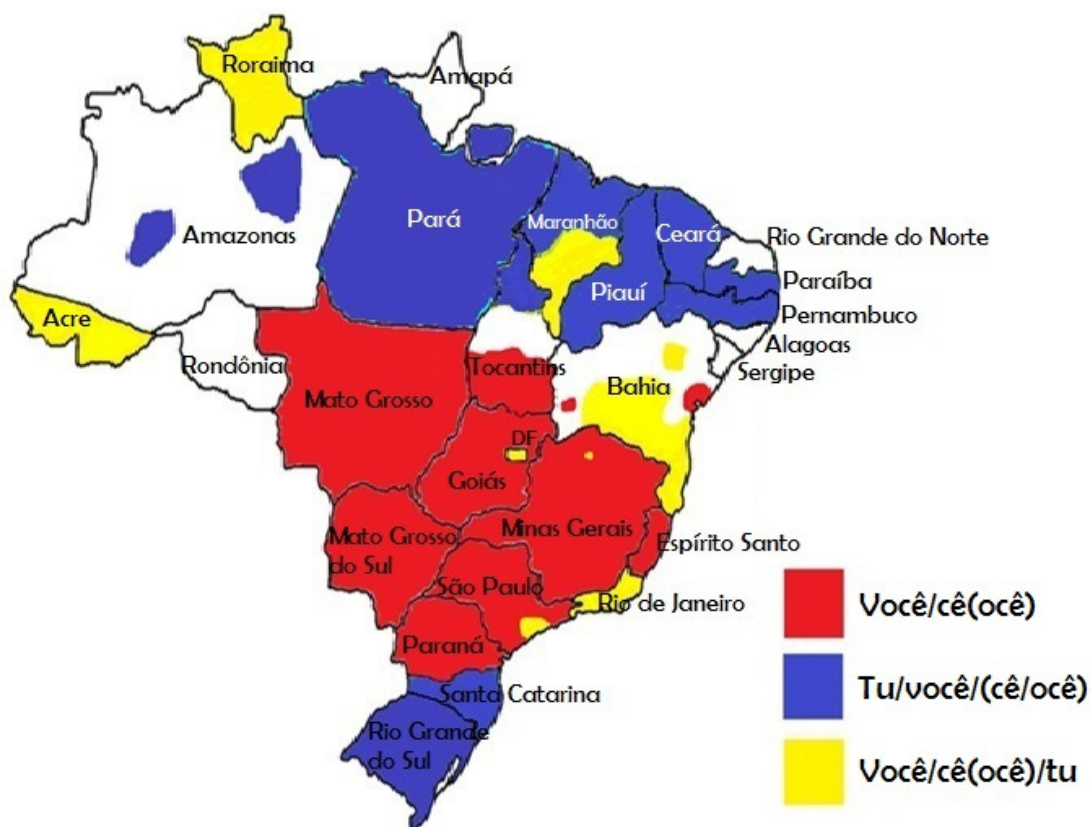 Roraima
Amapá
Pará
Maranhão
Ceará
Rio Grande do Norte
Amazonas
Paraíba
Piauí
Pernambuco
Acre
Alagoas
Rondônia
Tocantins
Sergipe
Bahia
Mato Grosso
DF
Goiás
Minas Gerais
Espírito Santo
Mato Grosso
do Sul
São Paulo
Rio de Janeiro
Paraná
Santa Catarina
Rio Grande
do Sul
Você/cê(ocê)
Tu/você/(cê/ocê)
Você/cê(ocê)/tu